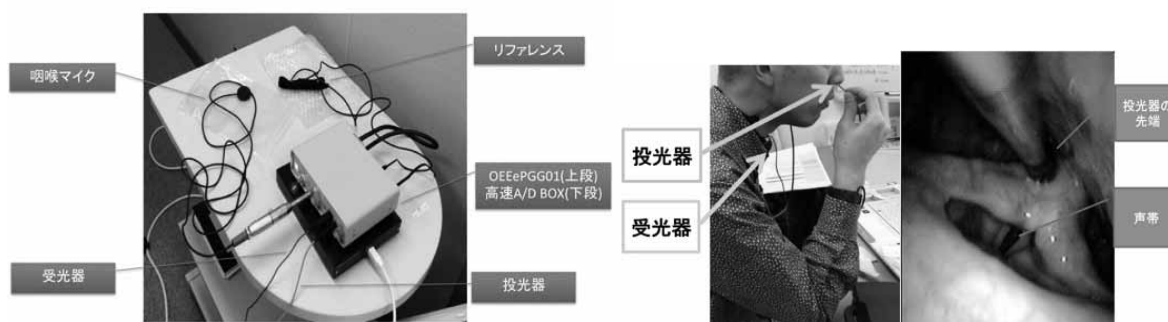 咽喉マイク
リファレンス
OEEePGG01(上段)
高速A/D BOX(下段)
受光器
投光器
投光器
受光器
投光器の
先端
声帯